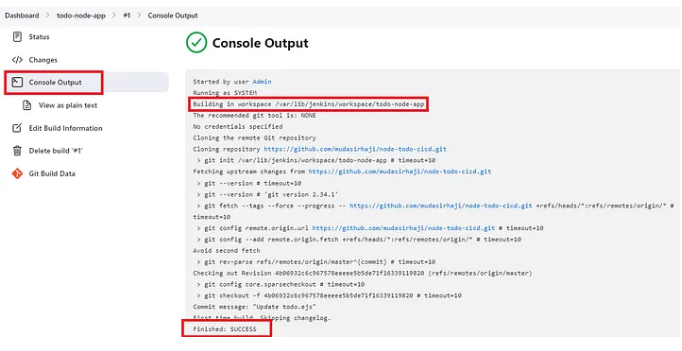 Dashboard > todo-node-app > #1 > Console Output
Status
Changes
Console Output
View as plain text
Edit Build Information
Delete build '#1'
Git Build Data
Console Output
Started by user Admin
Running as SYSTEM
Building in workspace /var/lib/jenkins/workspace/todo-node-app
The recommended git tool is: NONE
No credentials specified
Cloning the remote Git repository
Cloning repository https://github.com/mudasirhaji/node-todo-cicd.git
> git init /var/lib/jenkins/workspace/todo-node-app # timeout=10
Fetching upstream changes from https://github.com/mudasirhaji/node-todo-cicd.git
> git --version # timeout=10
> git --version # 'git version 2.34.1'
> git fetch --tags --force --progress -- https://github.com/mudasirhaji/node-todo-cicd.git +refs/heads/*:refs/remotes/origin/* #
timeout=10
> git config remote.origin.url https://github.com/mudasirhaji/node-todo-cicd.git # timeout=10
> git config --add remote.origin.fetch +refs/heads/*:refs/remotes/origin/* # timeout=10
Avoid second fetch
> git rev-parse refs/remotes/origin/master^{commit} # timeout=10
Checking out Revision 4b06932c6c967578eeeee5b5de71f16339119820 (refs/remotes/origin/master)
> git config core.sparsecheckout # timeout=10
> git checkout -f 4b06932c6c967578eeeee5b5de71f16339119820 # timeout=10
Commit message: "Update todo.ejs"
First time build. Skipping changelog.
Finished: SUCCESS